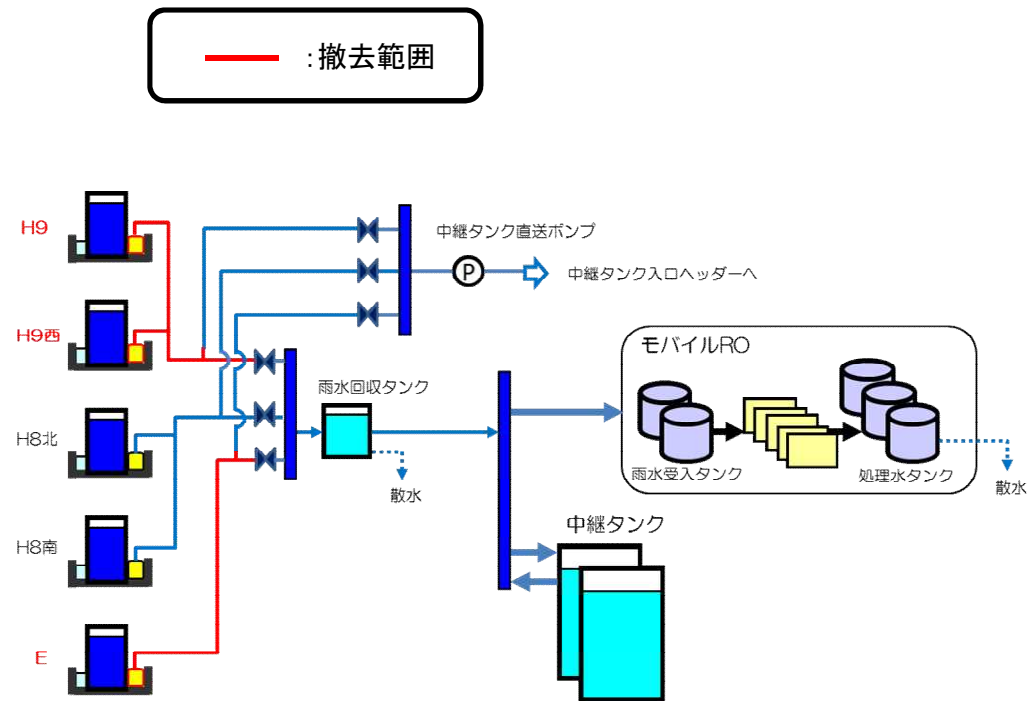 :撤去範囲
H9
中継タンク直送ポンプ
P
中継タンク入口ヘッダーへ
H9西
モバイルRO
雨水回収タンク
H8北
雨水受入タンク
処理水タンク
散水
散水
中継タンク
H8南
E